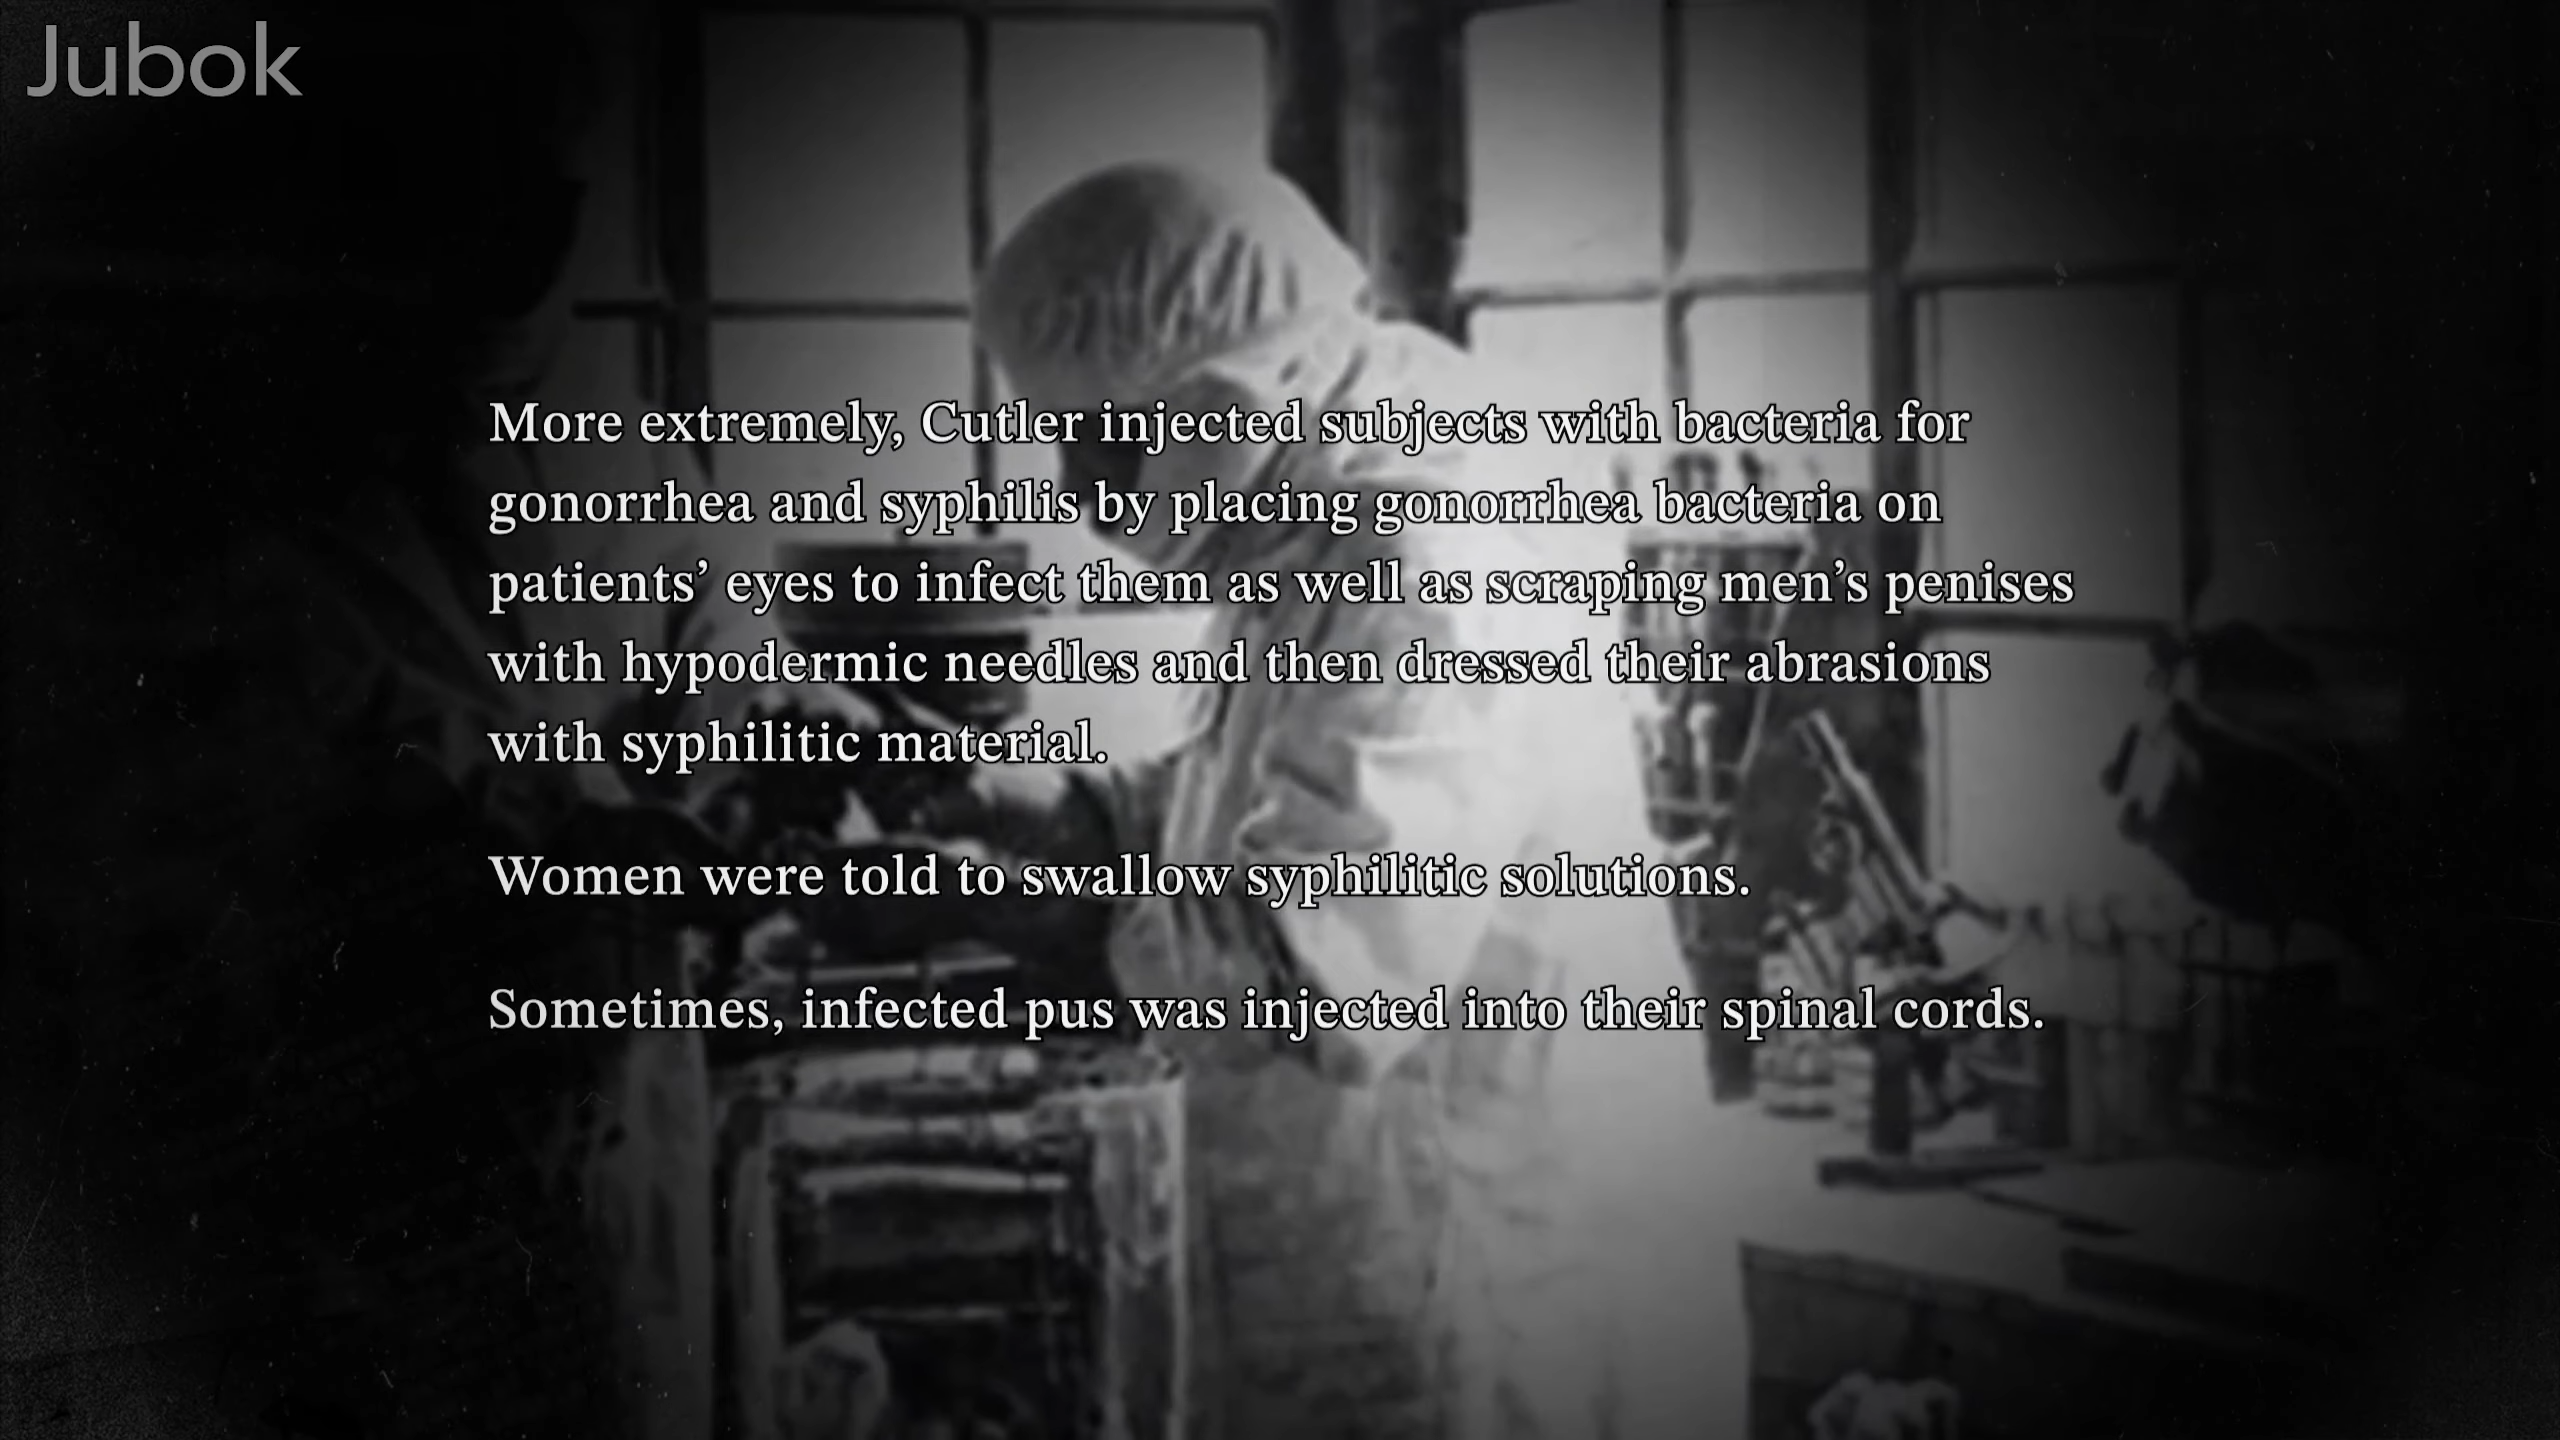 Jubok
More extremely, Cutler injected subjects with bacteria for
gonorrhea and syphilis by placing gonorrhea bacteria on
patients’ eyes to infect them as well as scraping men’s penises
with hypodermic needles and then dressed their abrasions
with syphilitic material.
Women were told to swallow syphilitic solutions.
Sometimes, infected pus was injected into their spinal cords.